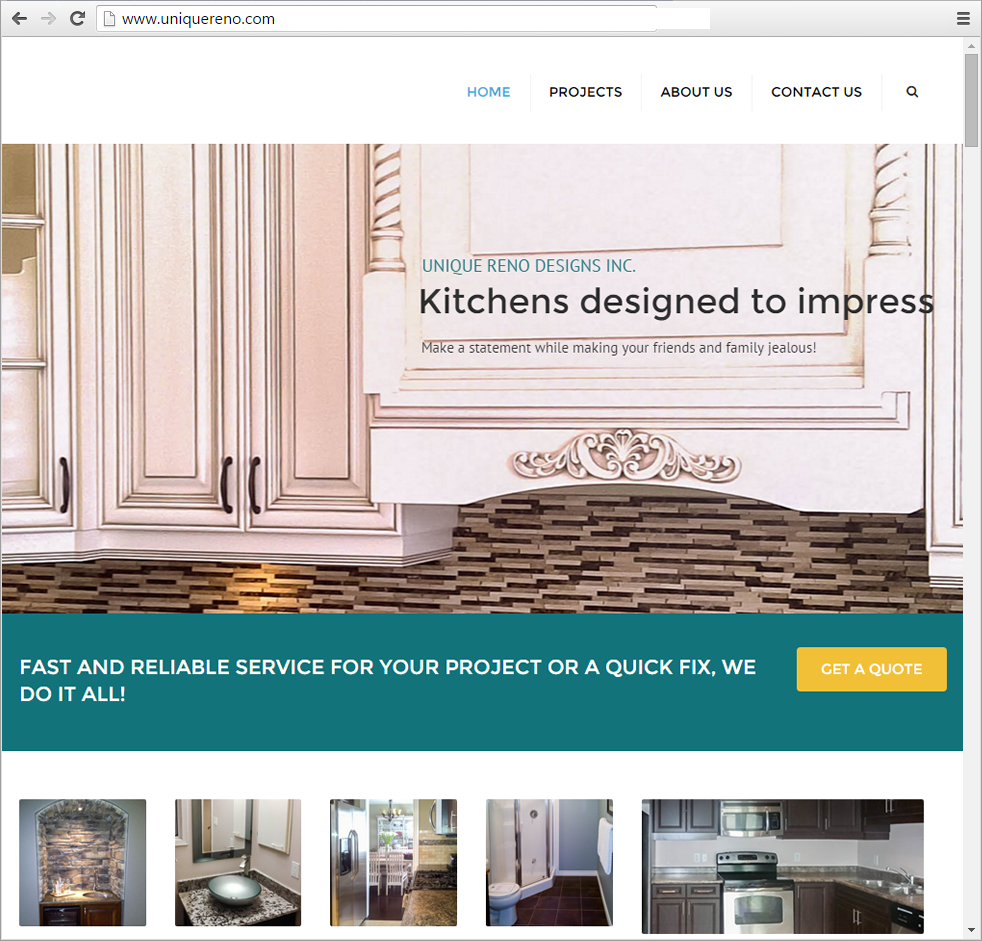 www.uniquereno.com
HOME
PROJECTS
ABOUT US
CONTACT US
UNIQUE RENO DESIGNS INC.
Kitchens designed to impress
Make a statement while making your friends and family jealous!
FAST AND RELIABLE SERVICE FOR YOUR PROJECT OR A QUICK FIX, WE
DO IT ALL!
GET A QUOTE